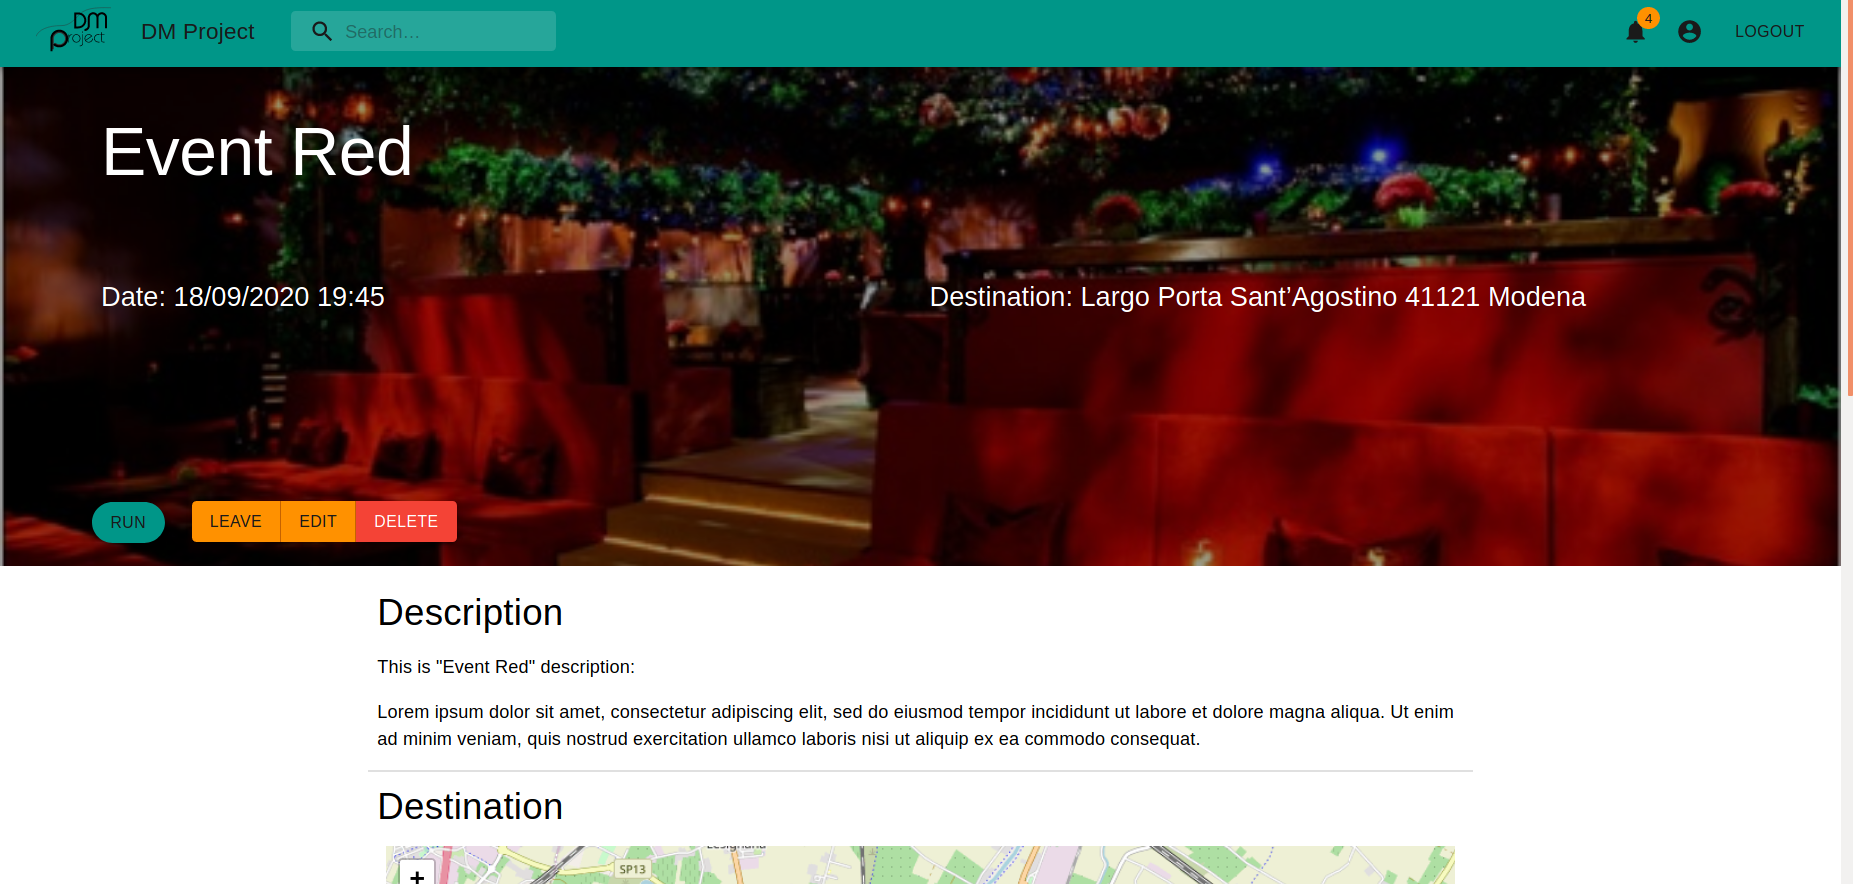 DM
Project
DM Project
Search…
4
LOGOUT
Event Red
Date: 18/09/2020 19:45
Destination: Largo Porta Sant’Agostino 41121 Modena
RUN
LEAVE
EDIT
DELETE
Description
This is "Event Red" description:
Lorem ipsum dolor sit amet, consectetur adipiscing elit, sed do eiusmod tempor incididunt ut labore et dolore magna aliqua. Ut enim
ad minim veniam, quis nostrud exercitation ullamco laboris nisi ut aliquip ex ea commodo consequat.
Destination
SP13
+